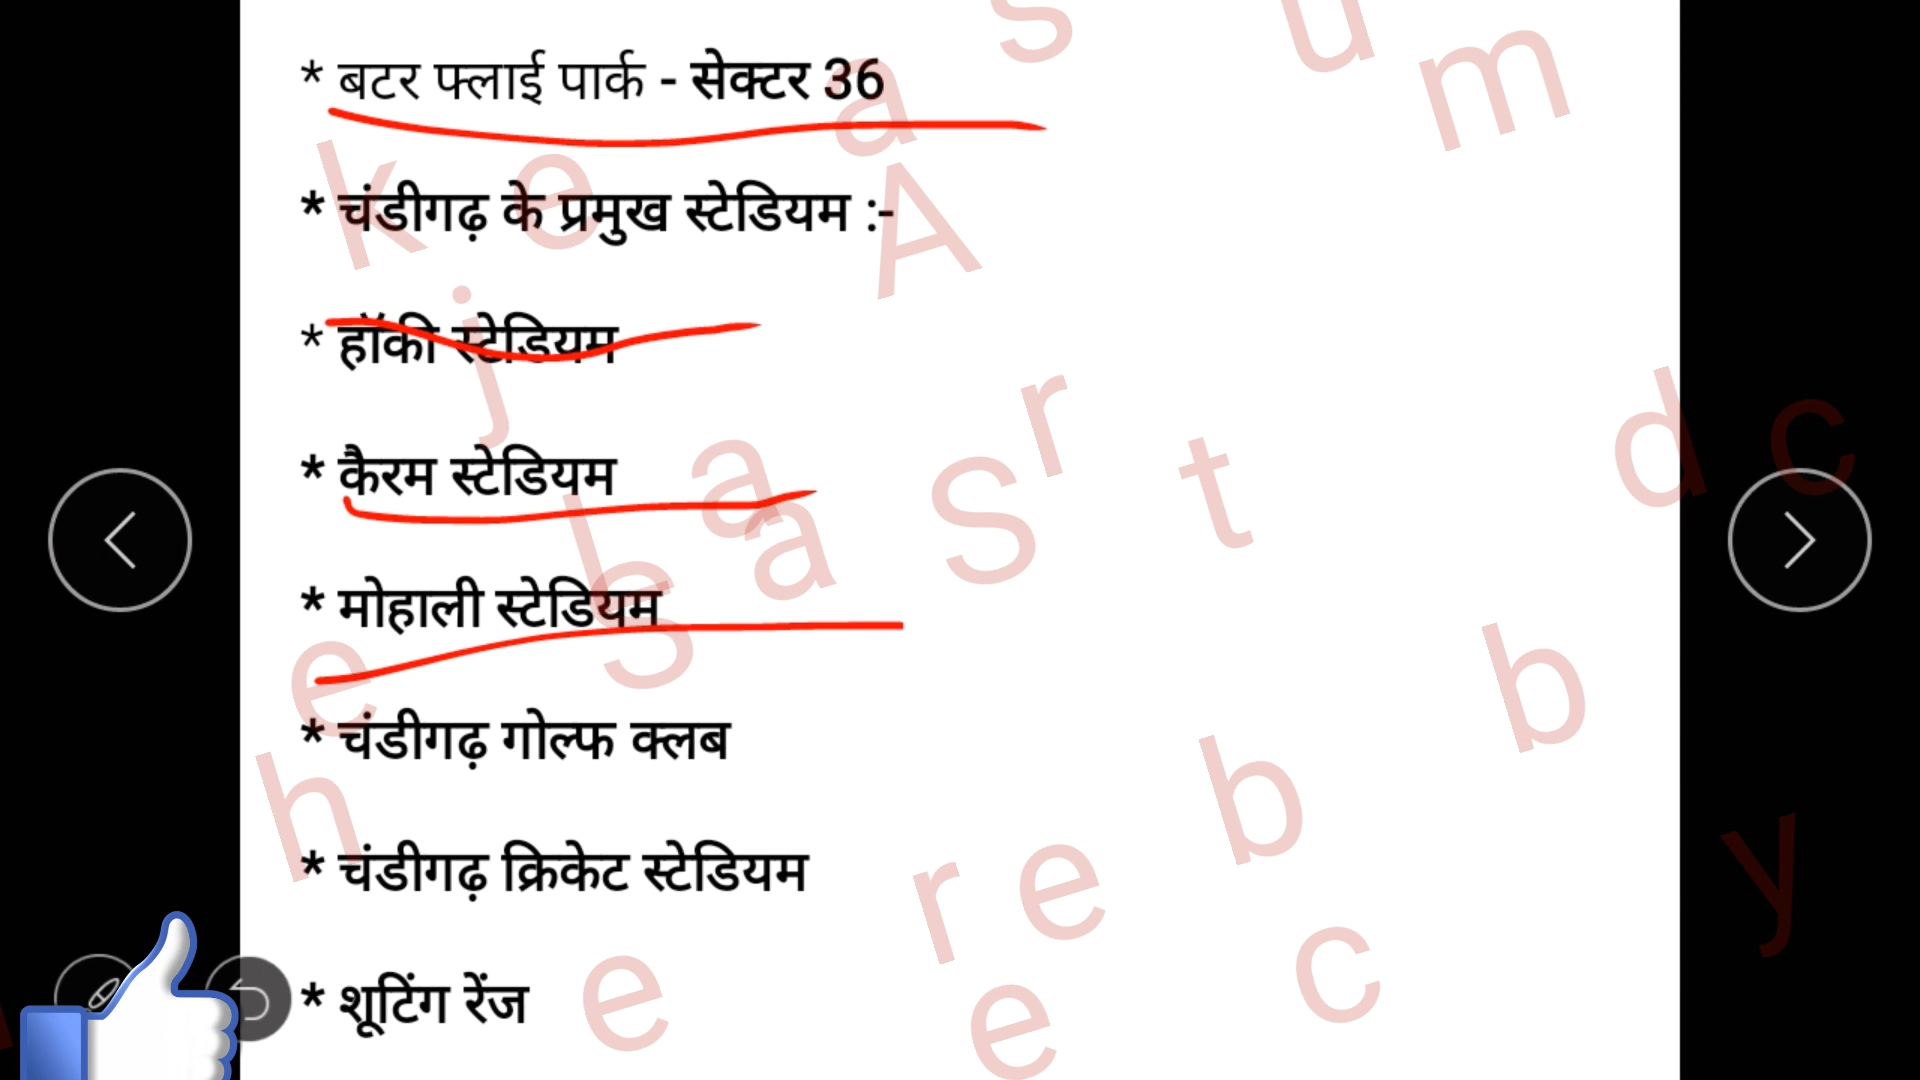 * बटर फ्लाई पार्क - सेक्टर 36
* चंडीगढ़ के प्रमुख स्टेडियम :-
* हॉकी स्टेडियम
* कैरम स्टेडियम
* मोहाली स्टेडियम
* चंडीगढ़ गोल्फ क्लब
* चंडीगढ़ क्रिकेट स्टेडियम
* शूटिंग रेंज